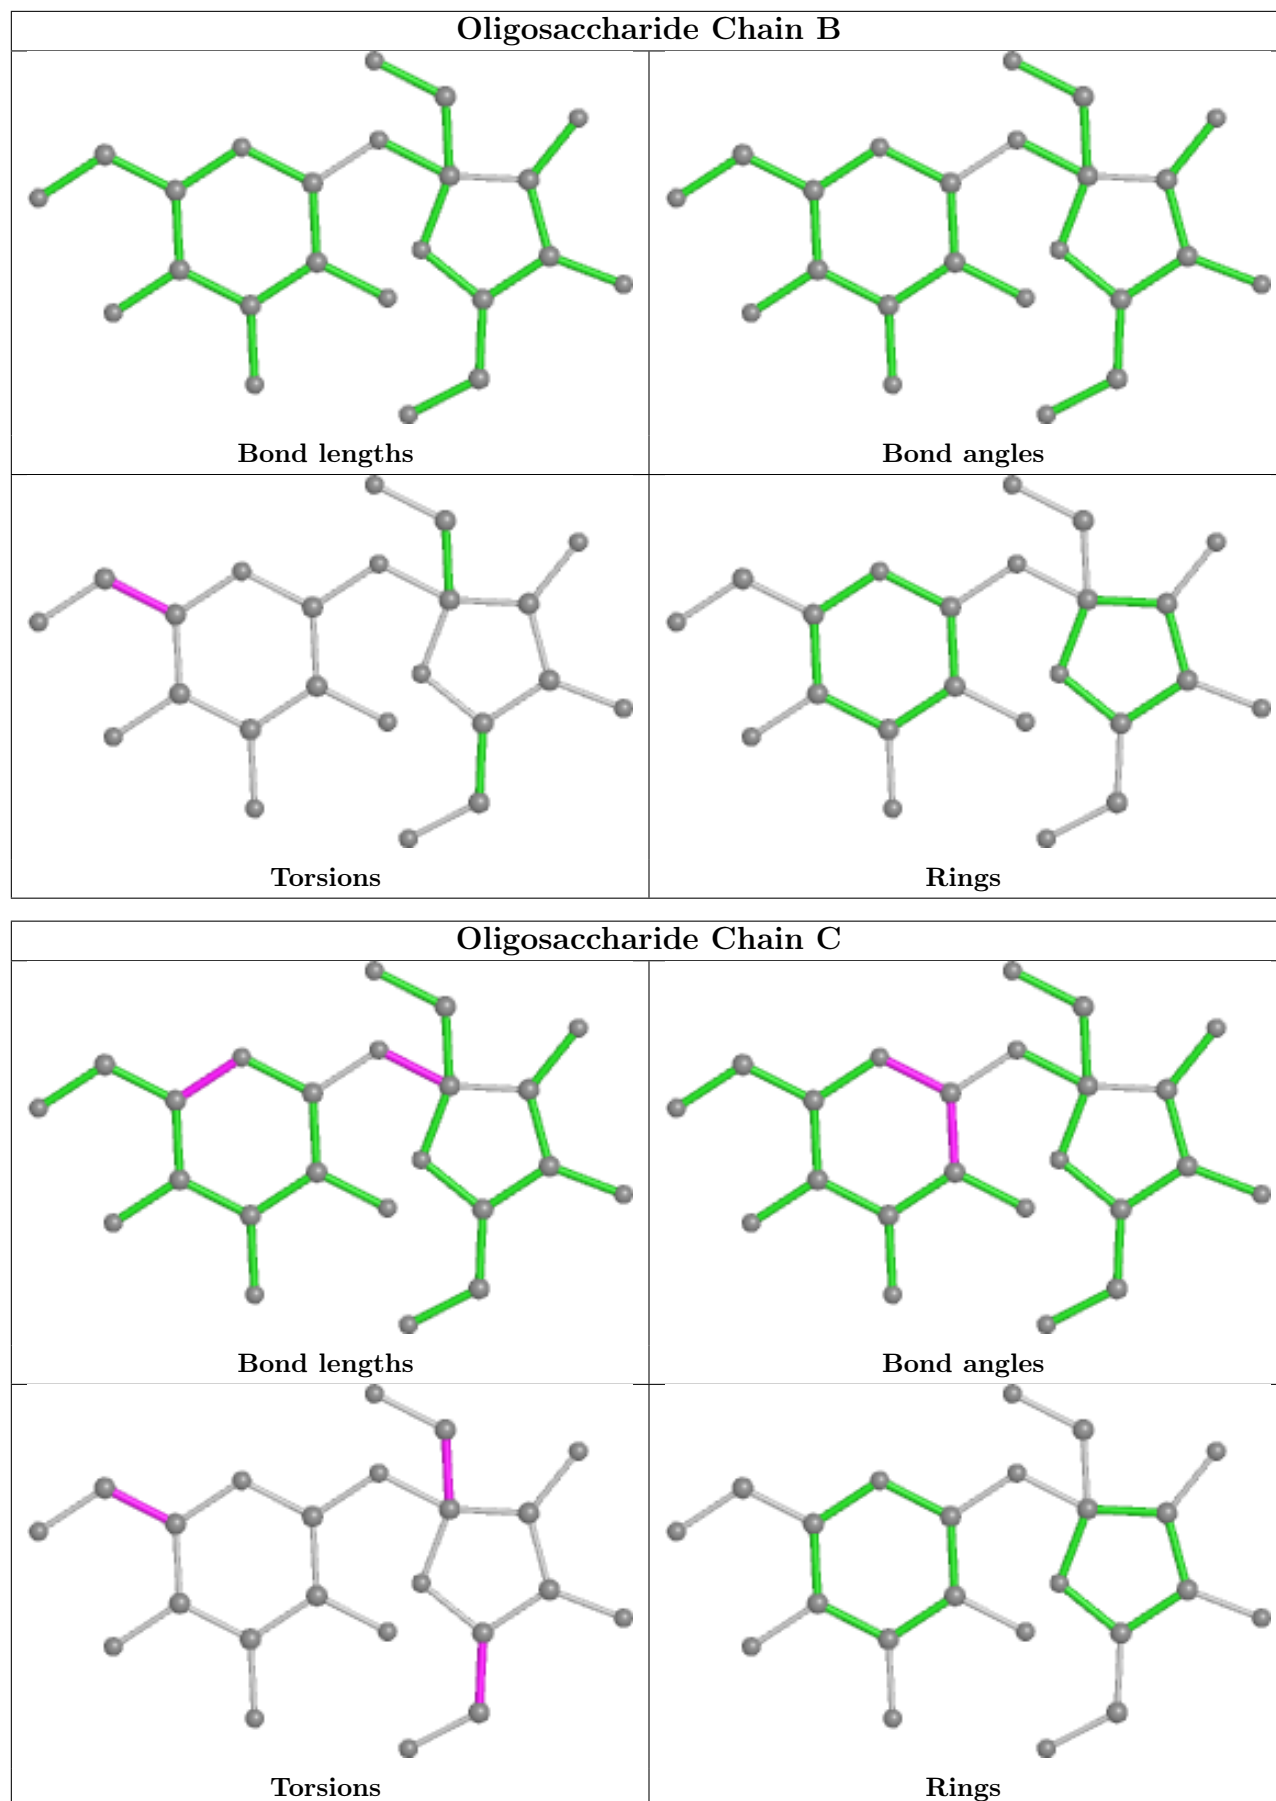 Oligosaccharide Chain B
Bond lengths
Bond angles
Torsions
Rings
Oligosaccharide Chain C
Bond lengths
Bond angles
Torsions
Rings